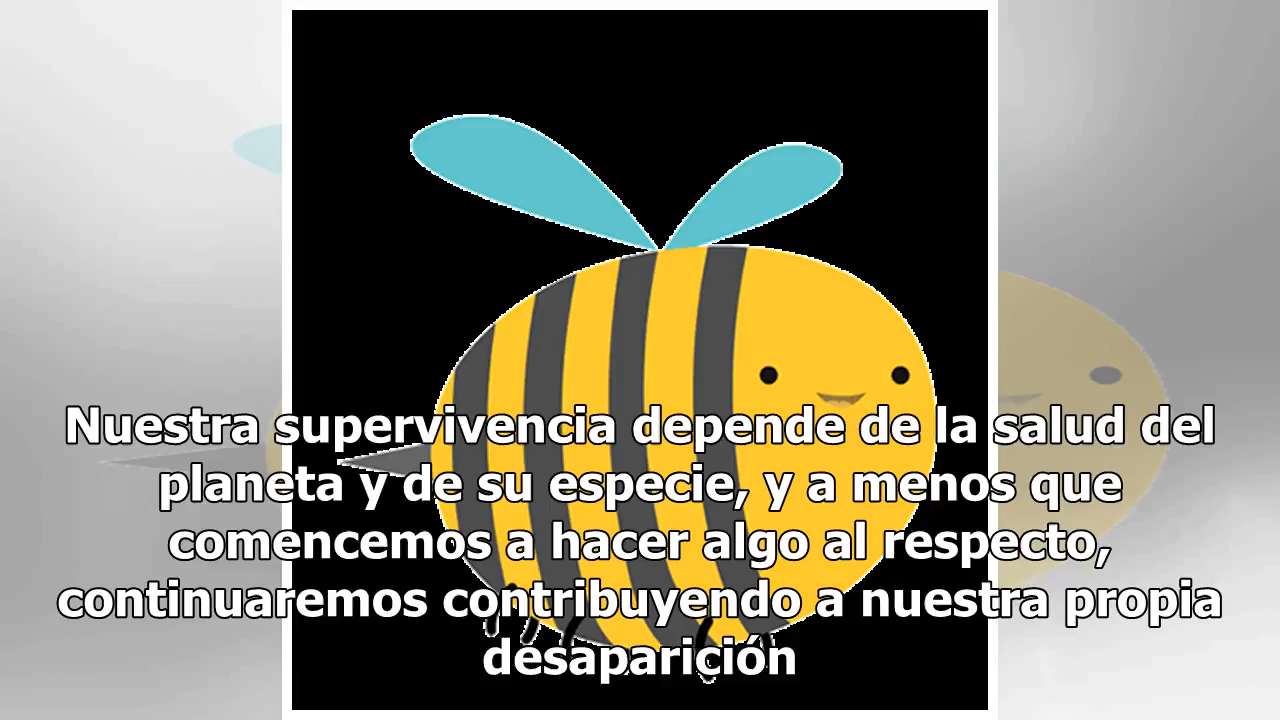 Nuestra supervivencia depende de la salud del
planeta y de su especie, y a menos que
comencemos a hacer algo al respecto,
continuaremos contribuyendo a nuestra propia
desaparición